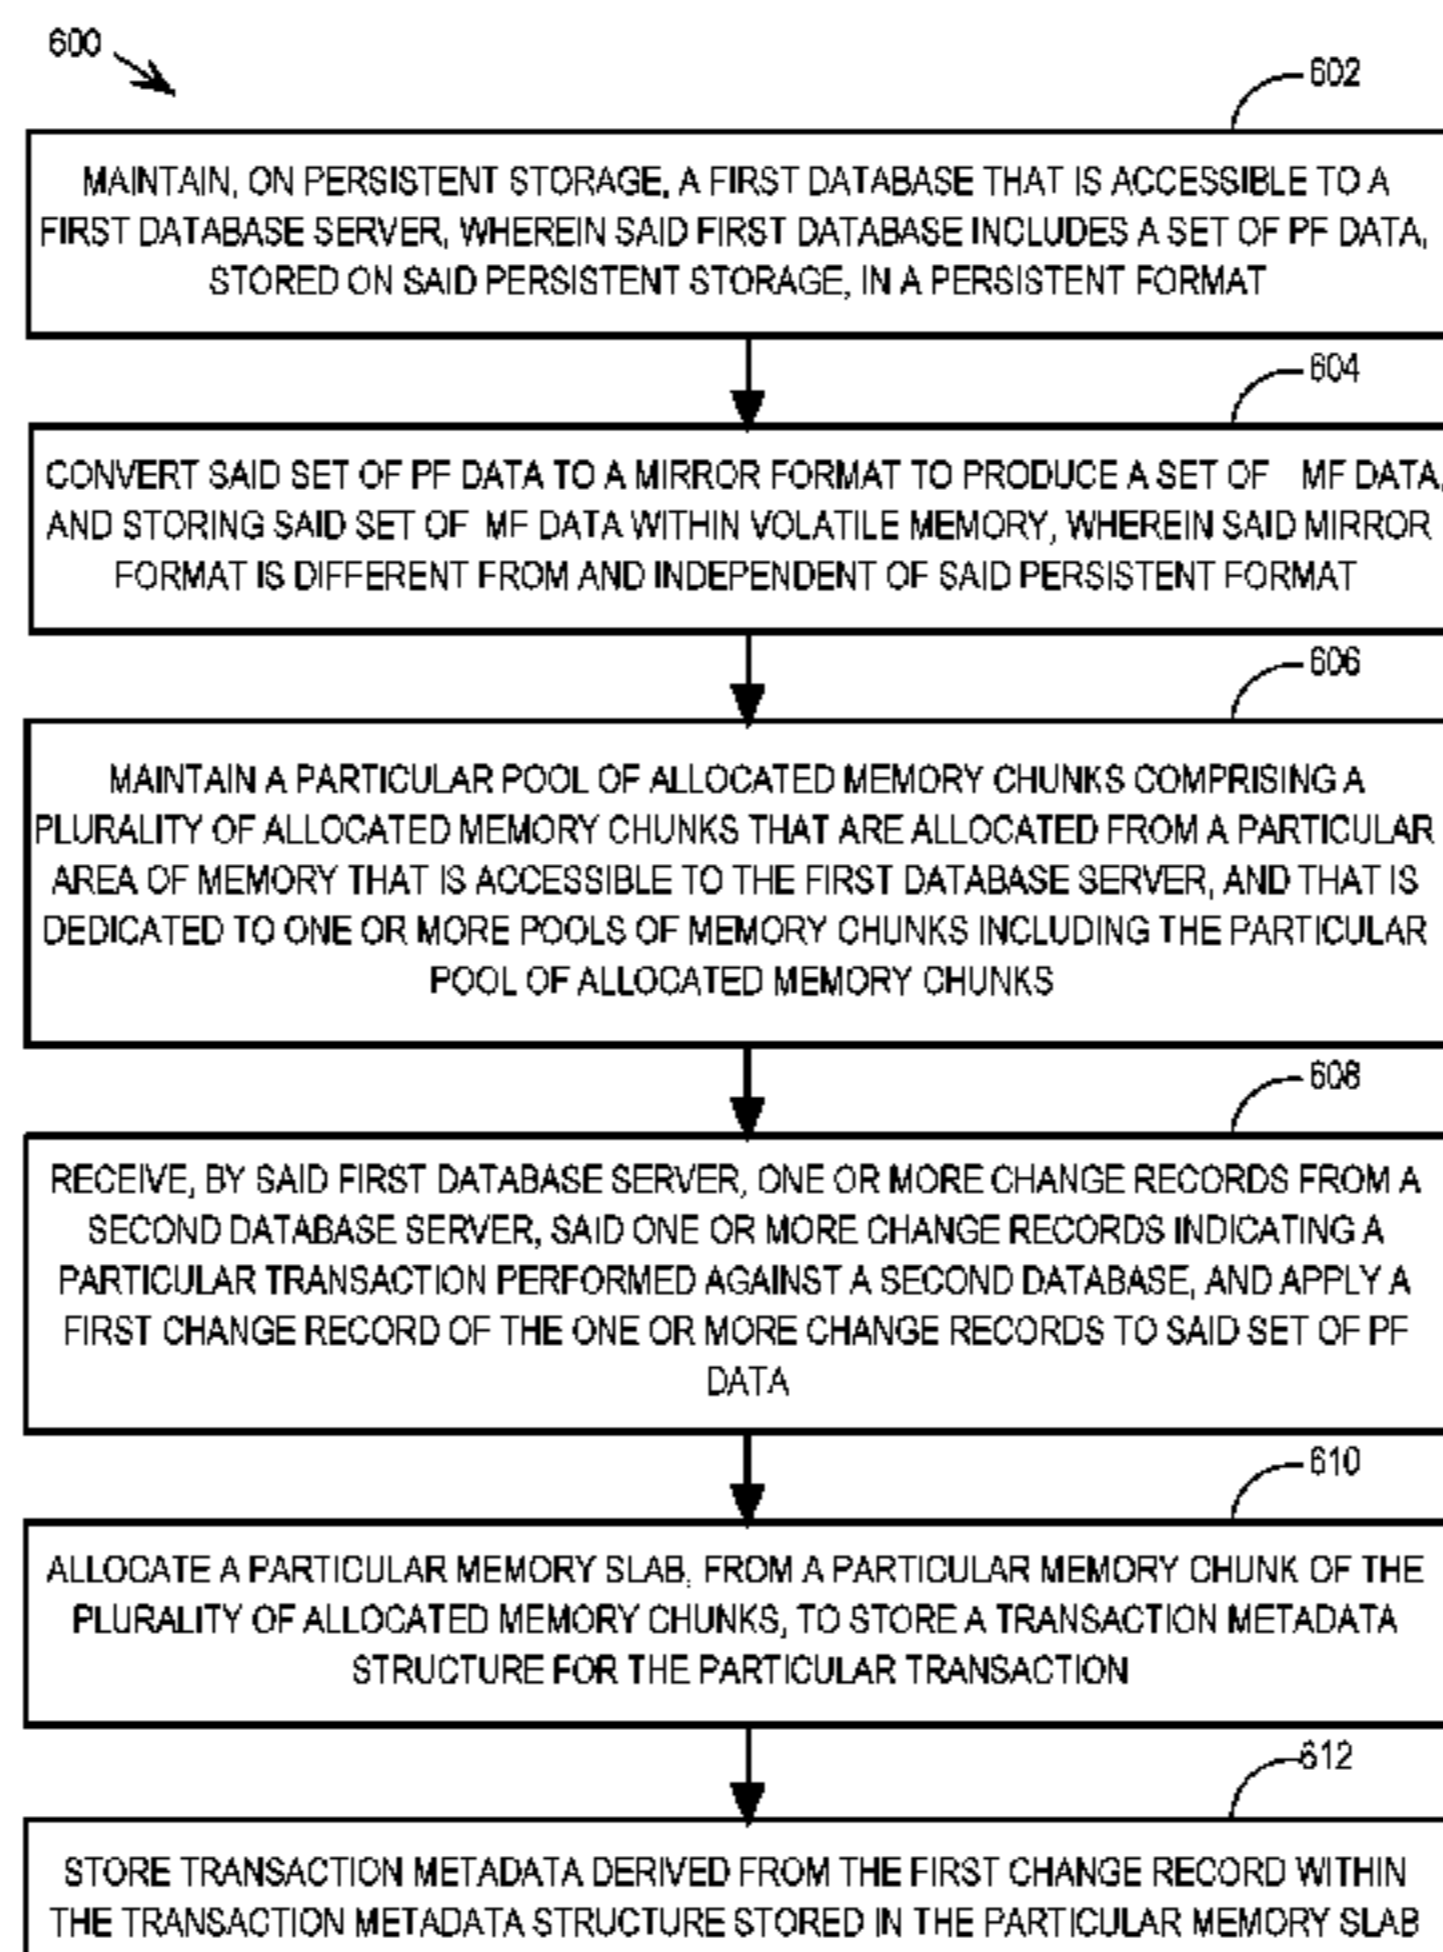 600
602
MAINTAIN, ON PERSISTENT STORAGE, A FIRST DATABASE THAT IS ACCESSIBLE TO A
FIRST DATABASE SERVER, WHEREIN SAID FIRST DATABASE INCLUDES A SET OF PF DATA,
STORED ON SAID PERSISTENT STORAGE, IN A PERSISTENT FORMAT
604
CONVERT SAID SET OF PF DATA TO A MIRROR FORMAT TO PRODUCE A SET OF MF DATA,
AND STORING SAID SET OF MF DATA WITHIN VOLATILE MEMORY, WHEREIN SAID MIRROR
FORMAT IS DIFFERENT FROM AND INDEPENDENT OF SAID PERSISTENT FORMAT
606
MAINTAIN A PARTICULAR POOL OF ALLOCATED MEMORY CHUNKS COMPRISING A
PLURALITY OF ALLOCATED MEMORY CHUNKS THAT ARE ALLOCATED FROM A PARTICULAR
AREA OF MEMORY THAT IS ACCESSIBLE TO THE FIRST DATABASE SERVER, AND THAT IS
DEDICATED TO ONE OR MORE POOLS OF MEMORY CHUNKS INCLUDING THE PARTICULAR
POOL OF ALLOCATED MEMORY CHUNKS
608
RECEIVE, BY SAID FIRST DATABASE SERVER, ONE OR MORE CHANGE RECORDS FROM A
SECOND DATABASE SERVER, SAID ONE OR MORE CHANGE RECORDS INDICATING A
PARTICULAR TRANSACTION PERFORMED AGAINST A SECOND DATABASE, AND APPLY A
FIRST CHANGE RECORD OF THE ONE OR MORE CHANGE RECORDS TO SAID SET OF PF
DATA
610
ALLOCATE A PARTICULAR MEMORY SLAB, FROM A PARTICULAR MEMORY CHUNK OF THE
PLURALITY OF ALLOCATED MEMORY CHUNKS, TO STORE A TRANSACTION METADATA
STRUCTURE FOR THE PARTICULAR TRANSACTION
612
STORE TRANSACTION METADATA DERIVED FROM THE FIRST CHANGE RECORD WITHIN
THE TRANSACTION METADATA STRUCTURE STORED IN THE PARTICULAR MEMORY SLAB